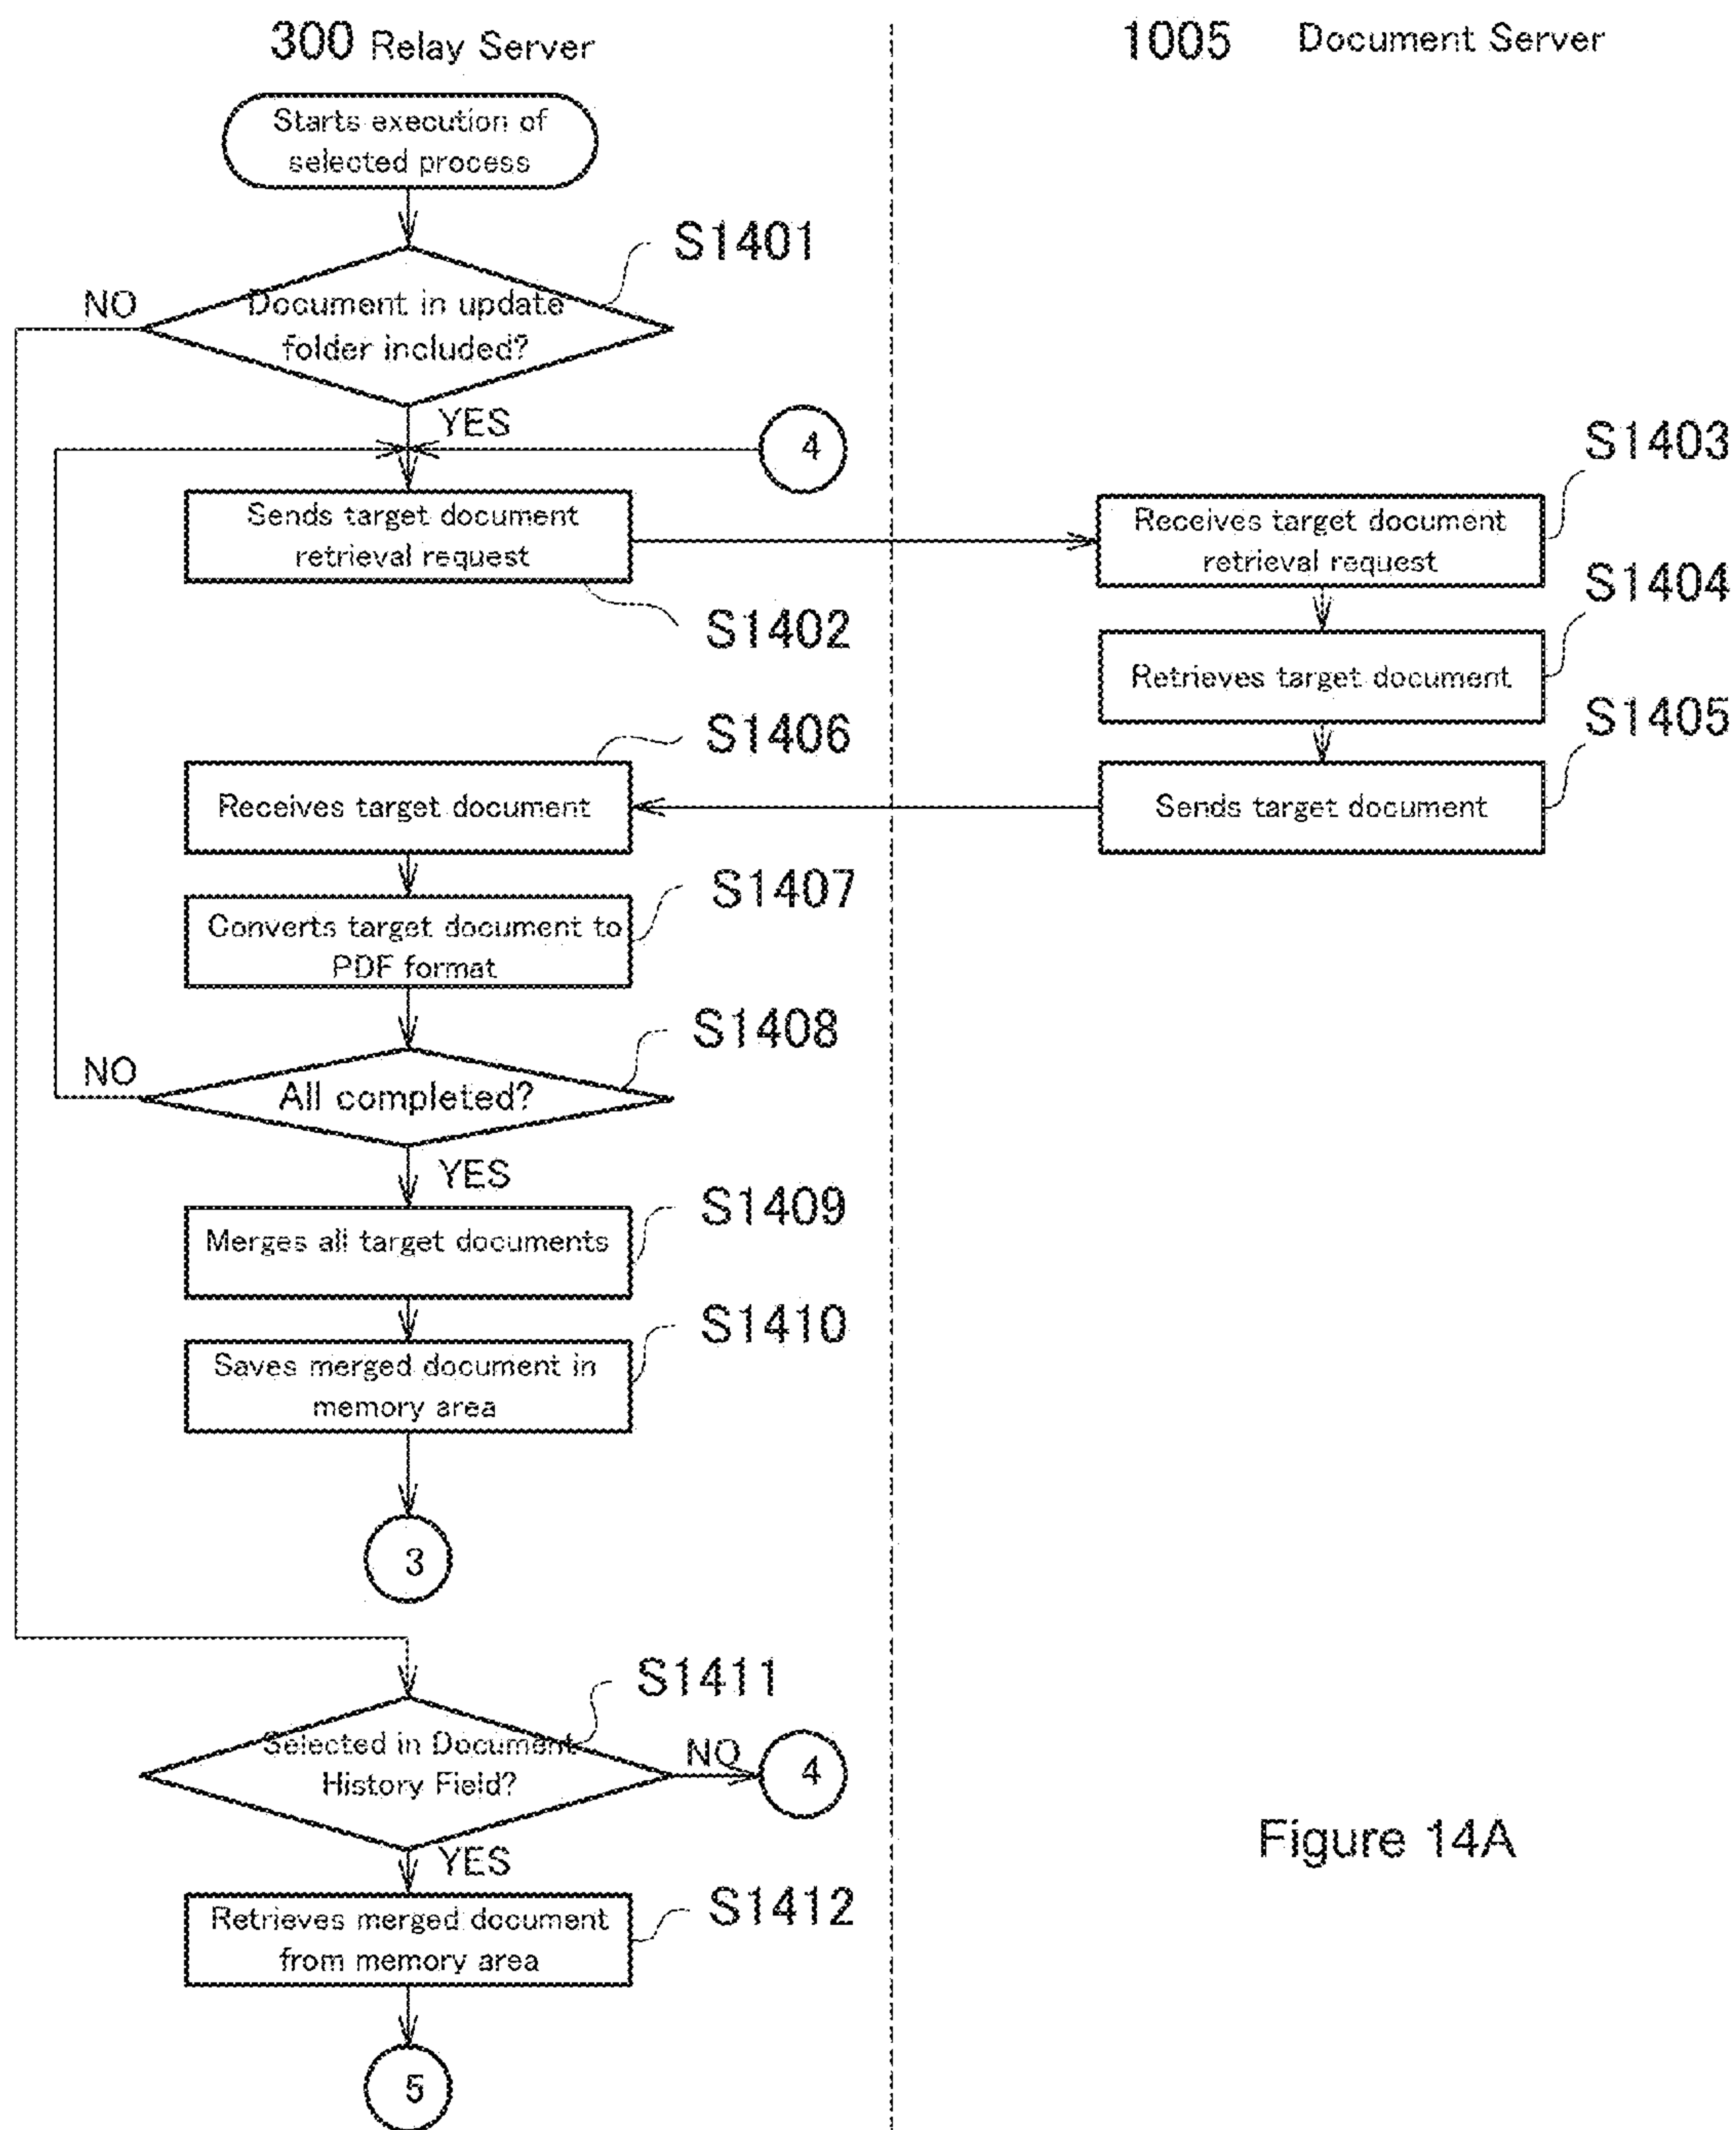 300 Relay Server
1005 Document Server
Starts execution of
selected process
S1401
NO
Document in update
folder included?
YES
4
S1403
Sends target document
retrieval request
Receives target document
retrieval request
S1404
S1402
Retrieves target document
S1405
S1406
Receives target document
Sends target document
S1407
Converts target document to
PDF format
S1408
NO
All completed?
YES
S1409
Merges all target documents
S1410
Saves merged document in
memory area
3
S1411
Selected in Document
History Field?
NO
4
YES
Figure 14A
S1412
Retrieves merged document
from memory area
5